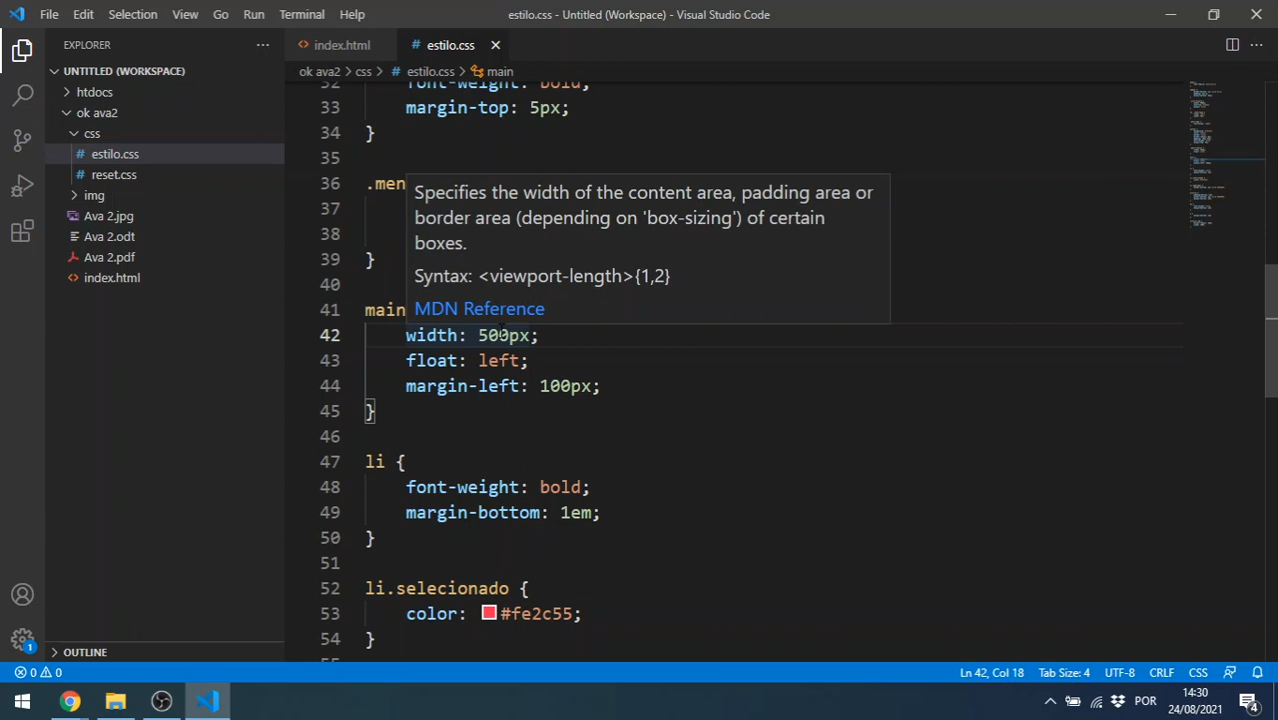 File Edit Selection View Go Run Terminal Help
estilo.css - Untitled (Workspace) - Visual Studio Code
EXPLORER
index.html
estilo.css
UNTITLED (WORKSPACE)
ok ava2 > css > # estilo.css > main
htdocs
ok ava2
css
# estilo.css
# reset.css
img
Ava 2.jpg
Ava 2.odt
Ava 2.pdf
<> index.html
OUTLINE
32 font-weight: bold;
33 margin-top: 5px;
34 }
35
36 .men
37
38
39 }
40
Specifies the width of the content area, padding area or
border area (depending on 'box-sizing') of certain
boxes.
Syntax: <viewport-length>{1,2}
MDN Reference
41 main
42 width: 500px;
43 float: left;
44 margin-left: 100px;
45 }
46
47 li {
48 font-weight: bold;
49 margin-bottom: 1em;
50 }
51
52 li.selecionado {
53 color: #fe2c55;
54 }
1
0 0
Ln 42, Col 18
Tab Size: 4
UTF-8
CRLF
CSS
POR
14:30
24/08/2021
4